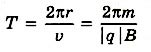 T = 2πr/υ = 2πm/|q|B